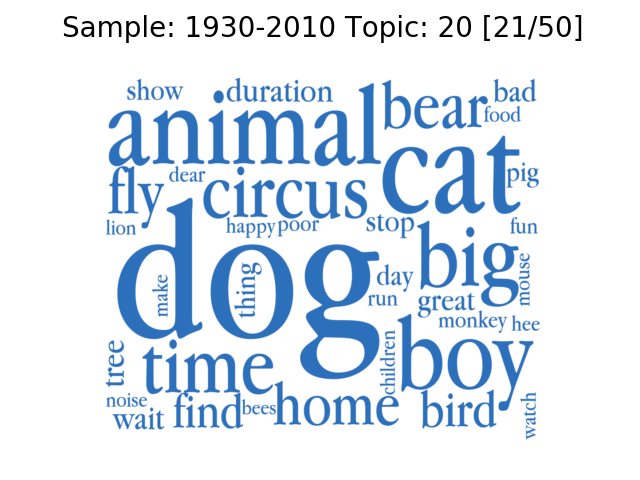 Sample: 1930-2010 Topic: 20 [21/50]
show duration bad
animal bear food
fly dear circus cat pig
lion happy poor stop fun
dog big
make thing day mouse
run great
monkey hee
tree time children boy
noise wait find bees home bird watch